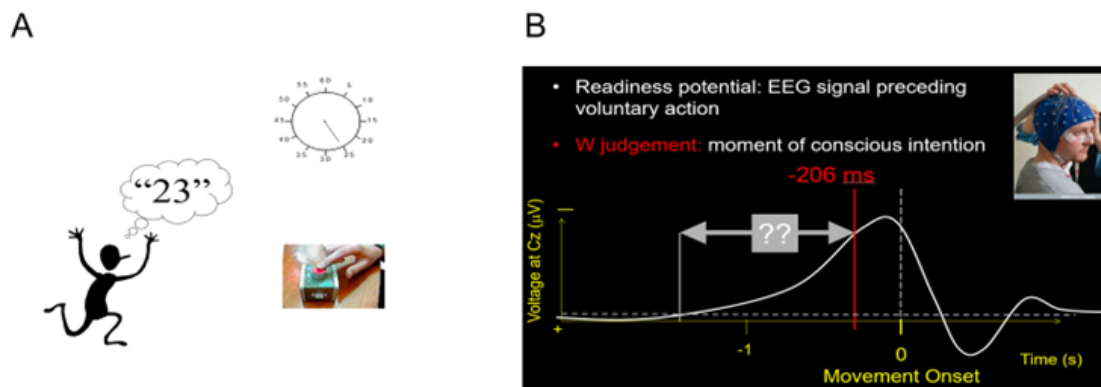 A
B
60
55
5
50
10
45
15
40
20
35
25
30
“23”
• Readiness potential: EEG signal preceding
voluntary action
• W judgement: moment of conscious intention
-206 ms
??
Voltage at Cz (µV)
–
+
-1
0
Time (s)
Movement Onset